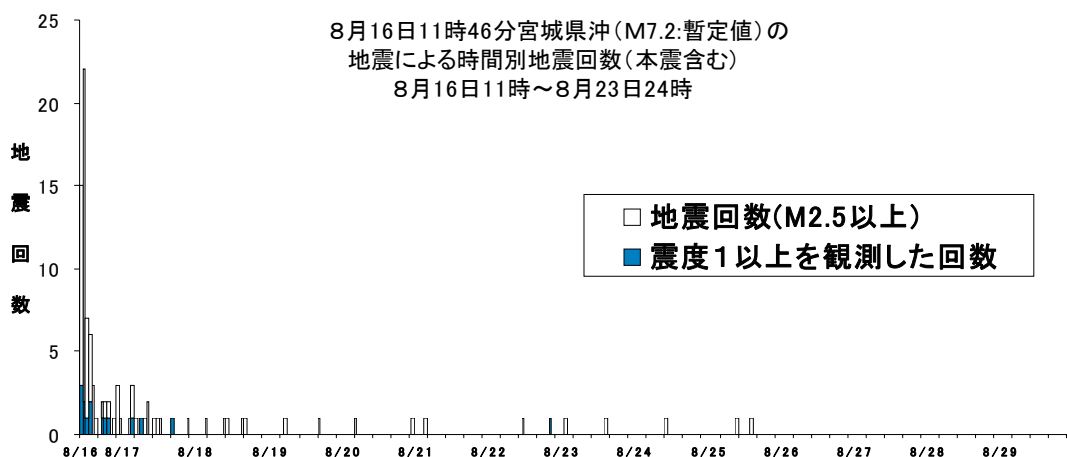 8月16日11時46分宮城県沖（M7.2:暫定値）の
地震による時間別地震回数（本震含む）
8月16日11時～8月23日24時
25
20
15
10
5
0
地震回数
□ 地震回数(M2.5以上)
■ 震度１以上を観測した回数
8/16 8/17 8/18 8/19 8/20 8/21 8/22 8/23 8/24 8/25 8/26 8/27 8/28 8/29